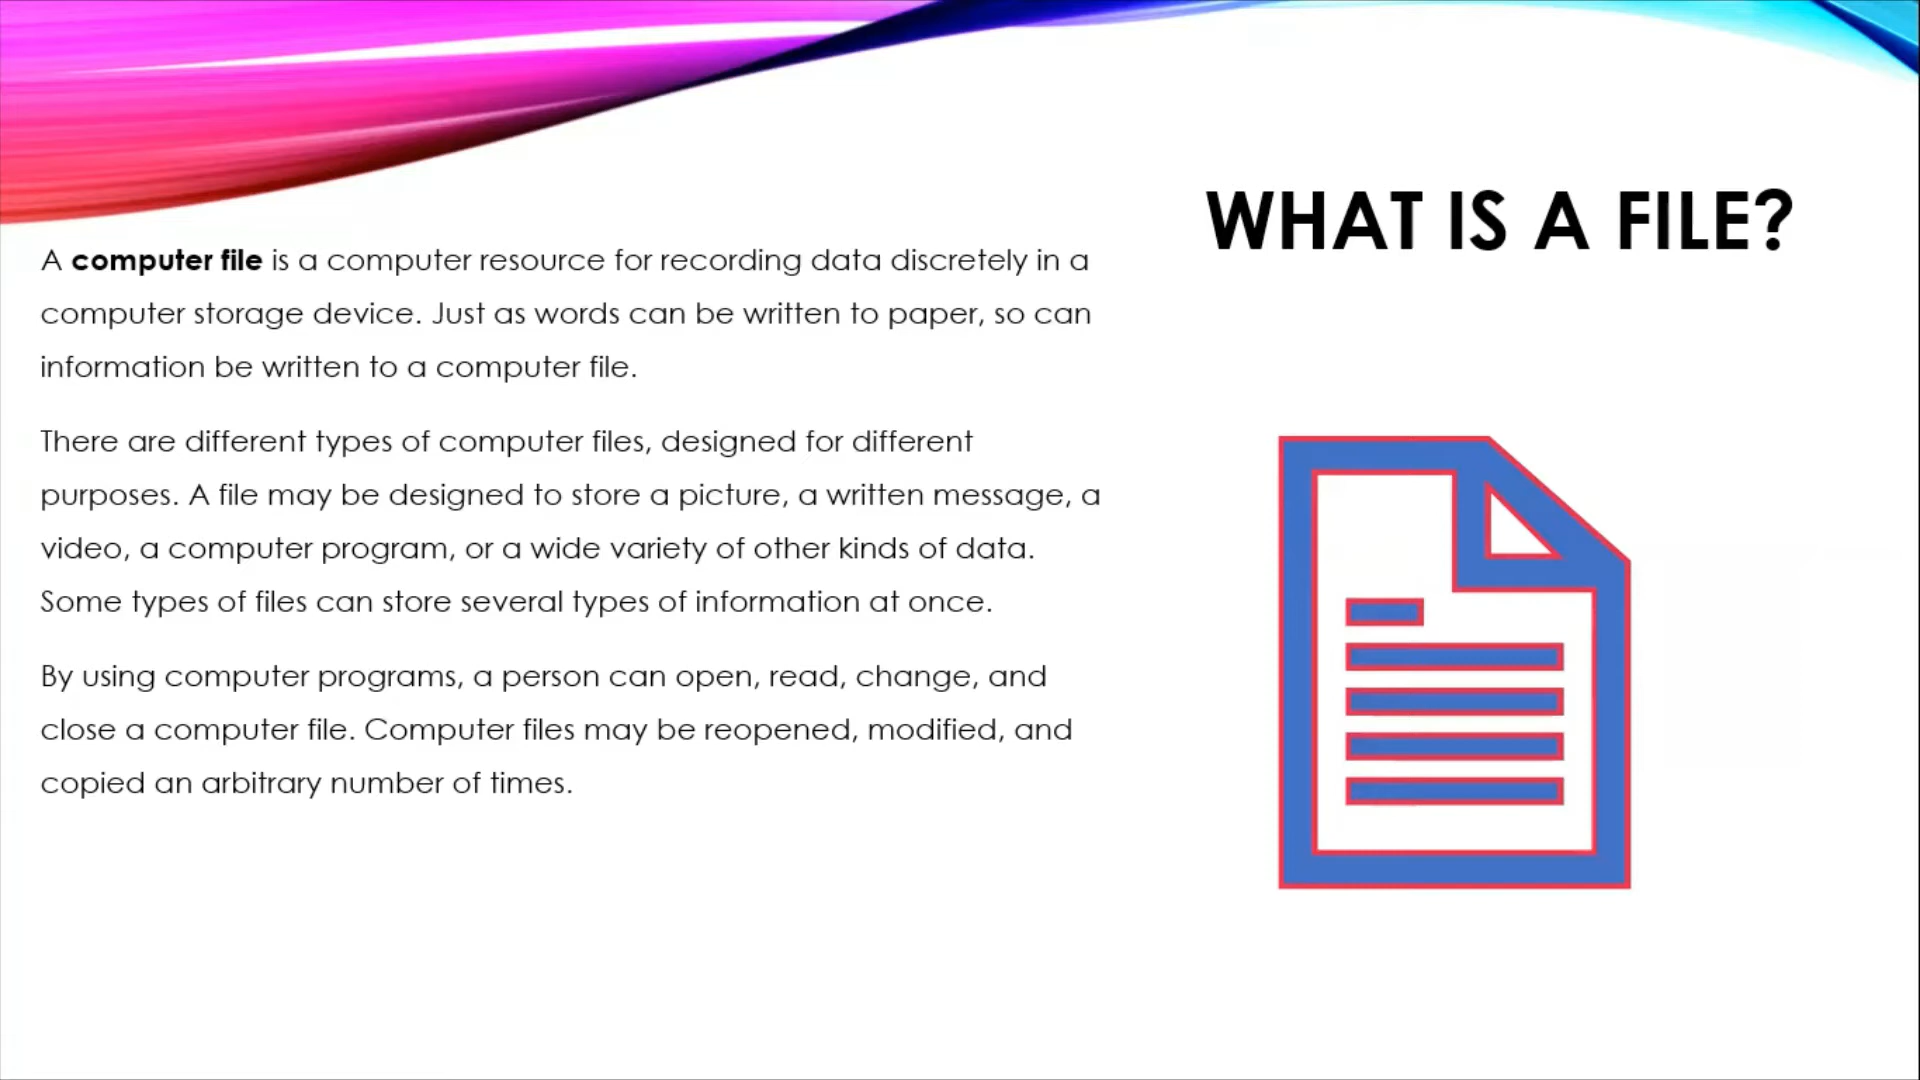 WHAT IS A FILE?
A computer file is a computer resource for recording data discretely in a
computer storage device. Just as words can be written to paper, so can
information be written to a computer file.
There are different types of computer files, designed for different
purposes. A file may be designed to store a picture, a written message, a
video, a computer program, or a wide variety of other kinds of data.
Some types of files can store several types of information at once.
By using computer programs, a person can open, read, change, and
close a computer file. Computer files may be reopened, modified, and
copied an arbitrary number of times.